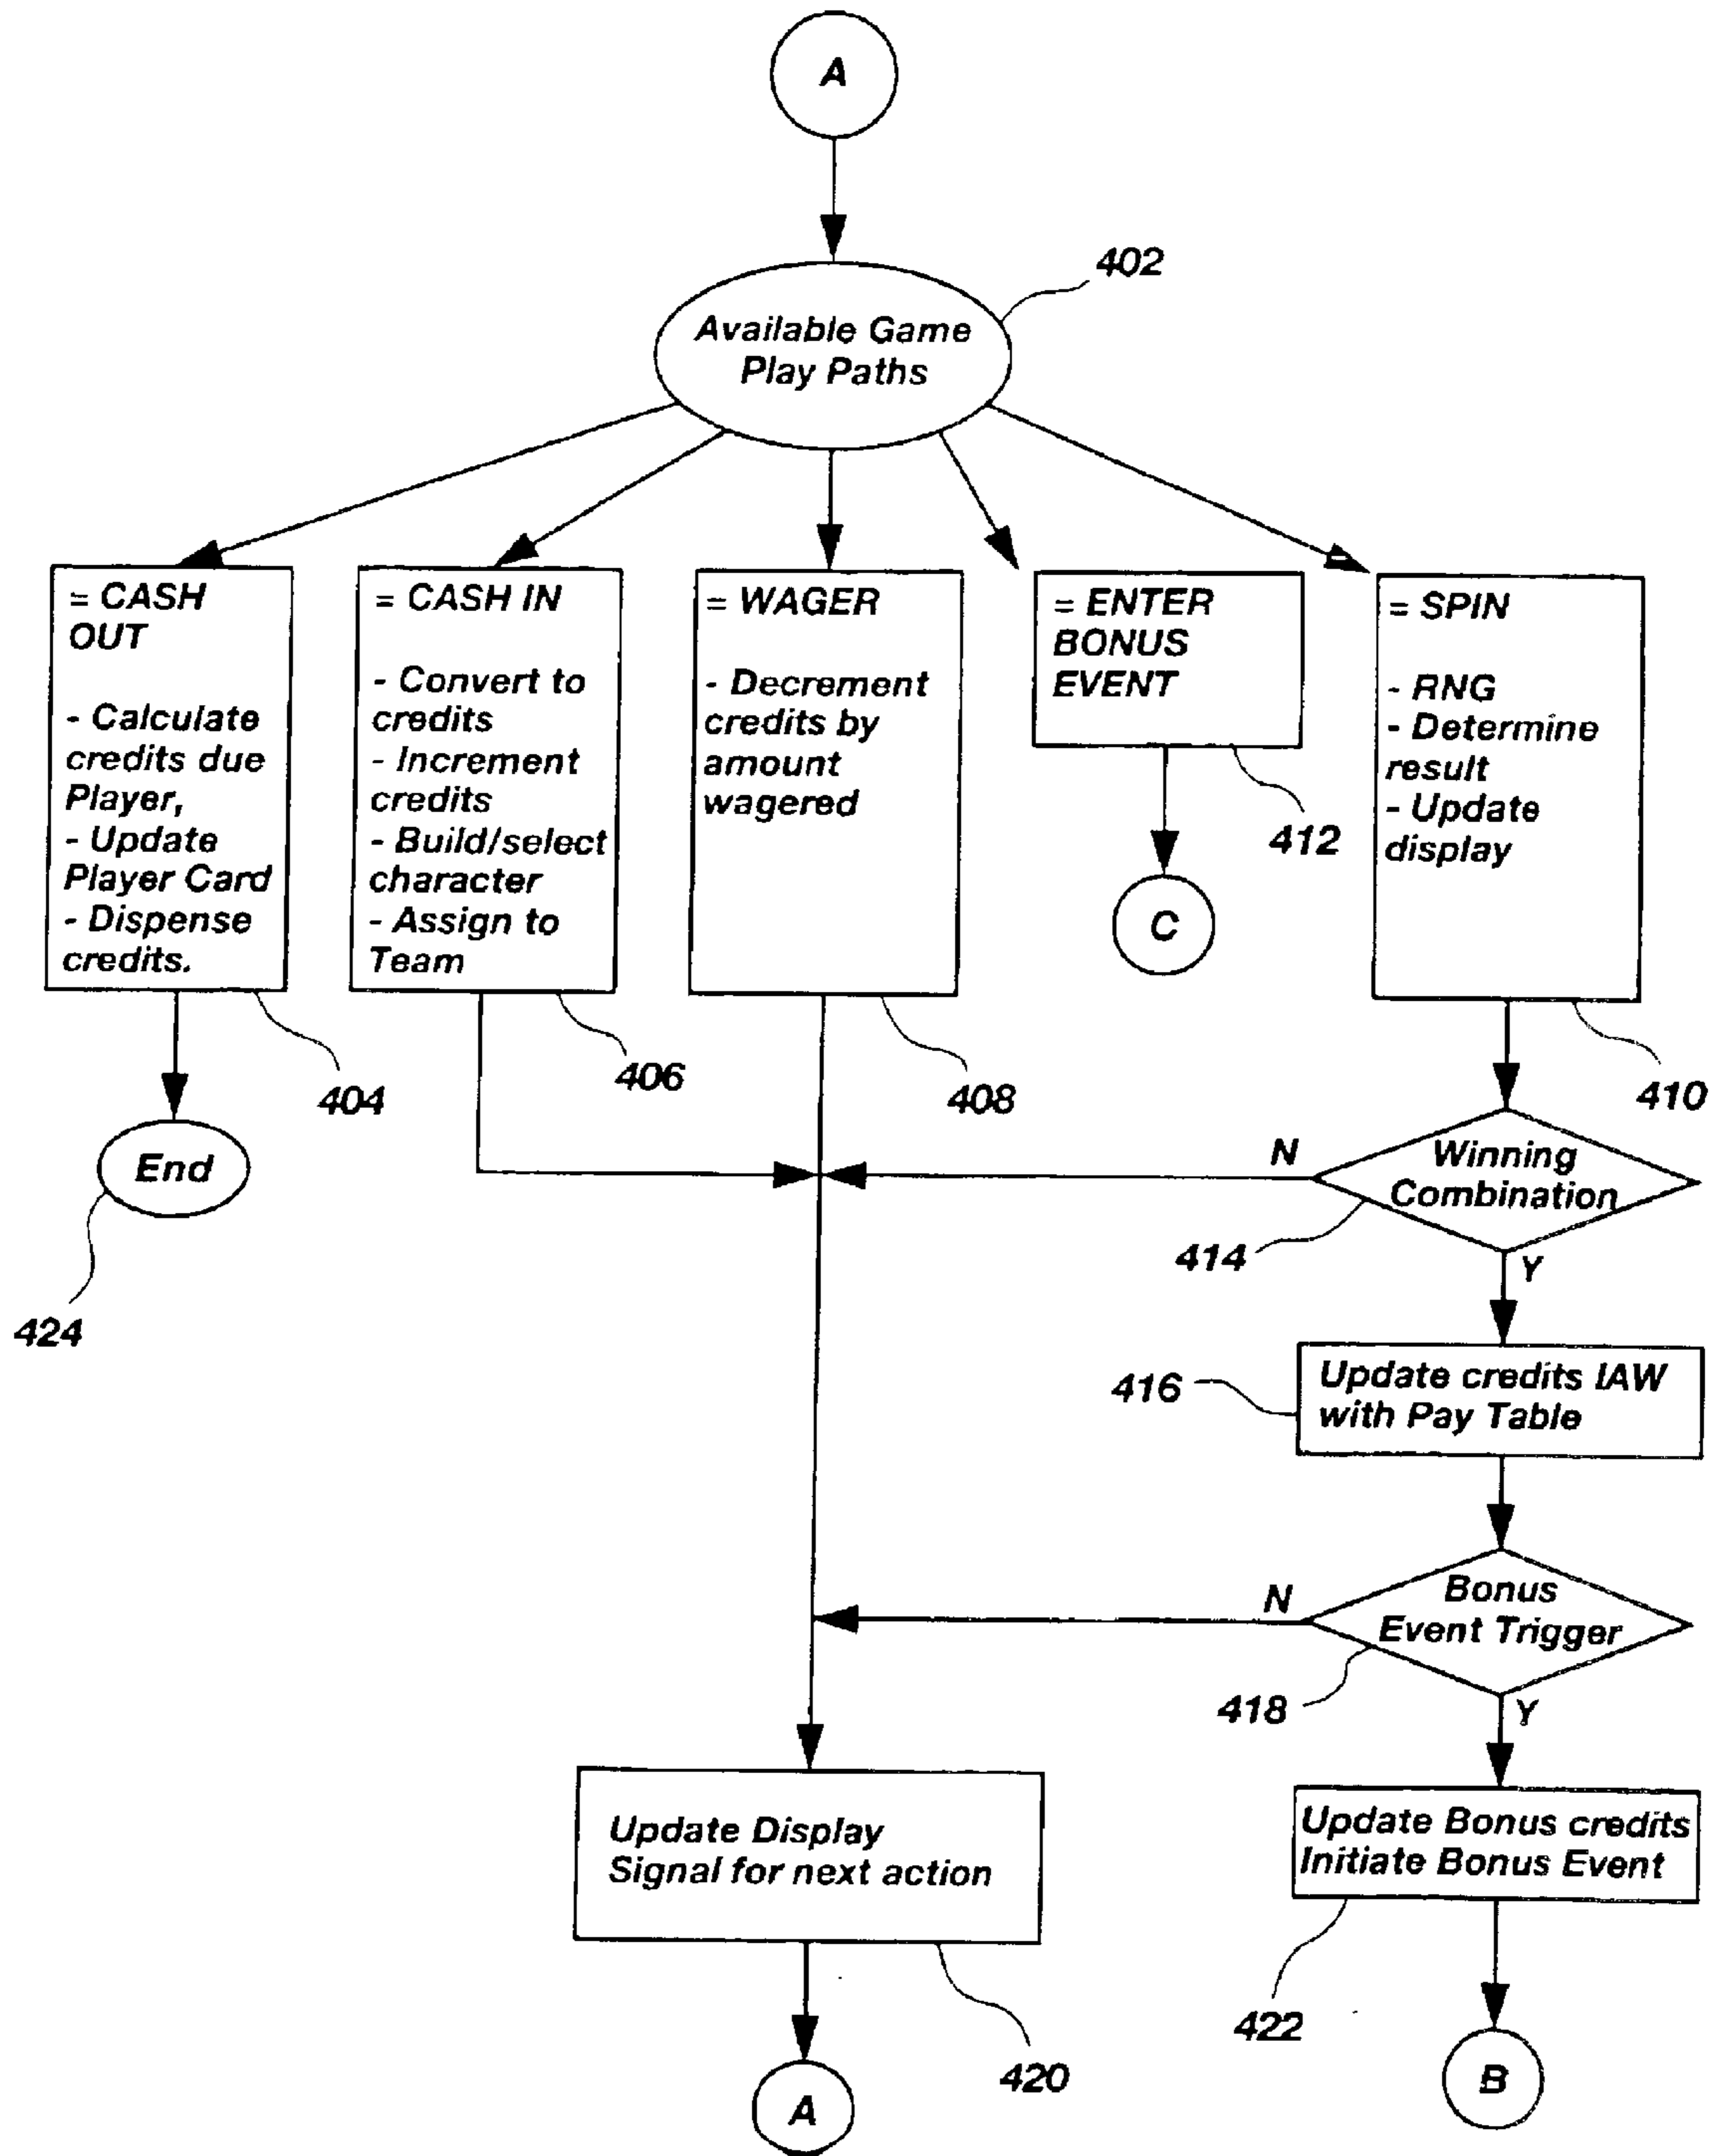 A
402
Available Game
Play Paths
= CASH
OUT
- Calculate
credits due
Player,
- Update
Player Card
- Dispense
credits.
404
End
424
= CASH IN
- Convert to
credits
- Increment
credits
- Build/select
character
- Assign to
Team
406
= WAGER
- Decrement
credits by
amount
wagered
408
= ENTER
BONUS
EVENT
412
C
= SPIN
- RNG
- Determine
result
- Update
display
410
N
Winning
Combination
414
Y
416
Update credits IAW
with Pay Table
N
Bonus
Event Trigger
418
Y
Update Display
Signal for next action
420
A
Update Bonus credits
Initiate Bonus Event
422
B